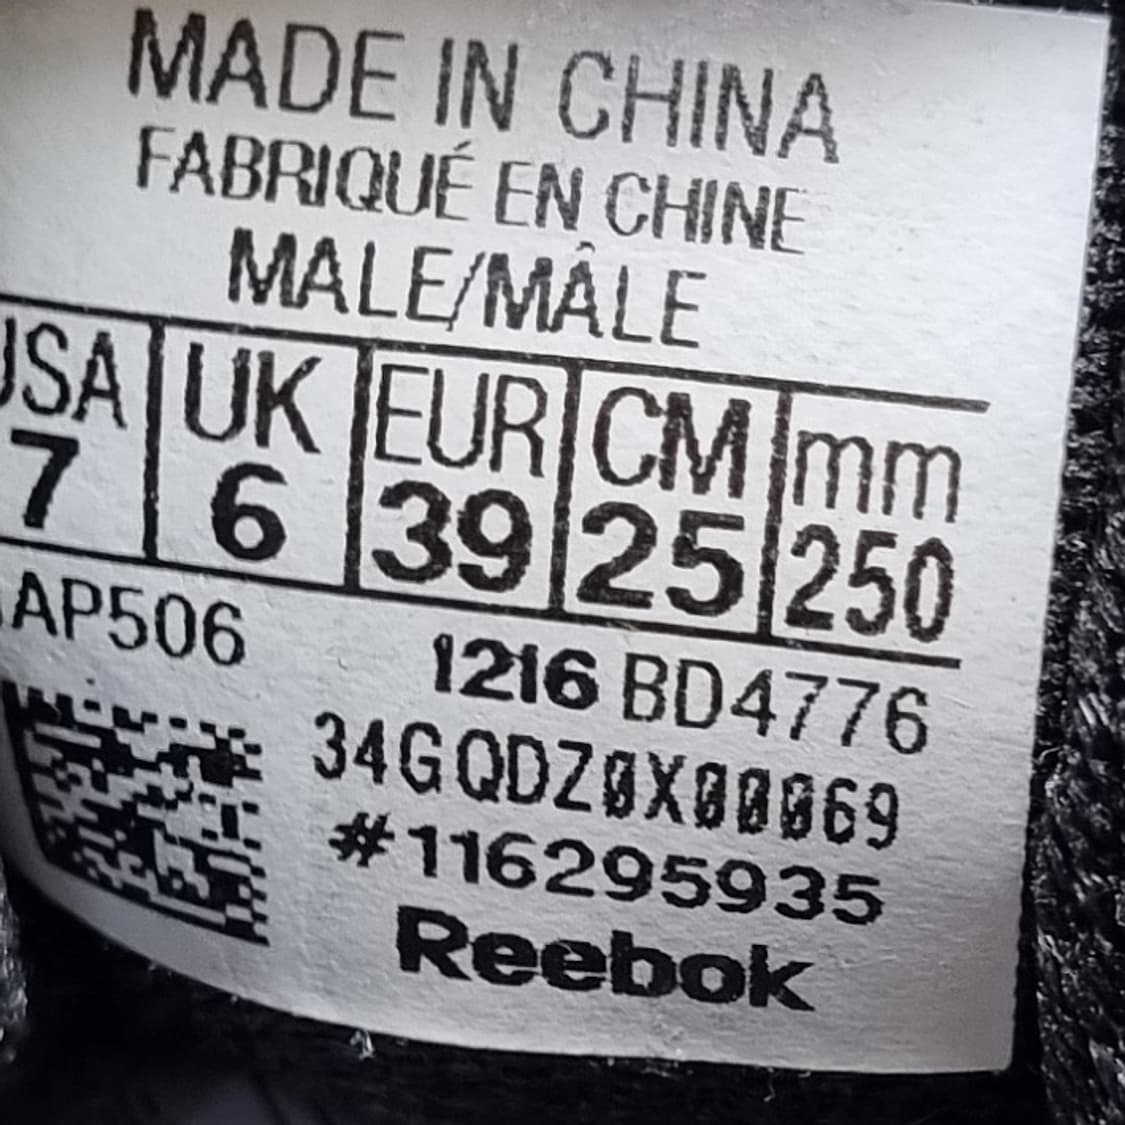 MADE IN CHINA
FABRIQUÉ EN CHINE
MALE/MÂLE
USA UK EUR CM mm
7 6 39 25 250
AP506 1216 BD4776
34GQDZ0X00069
#116295935
Reebok